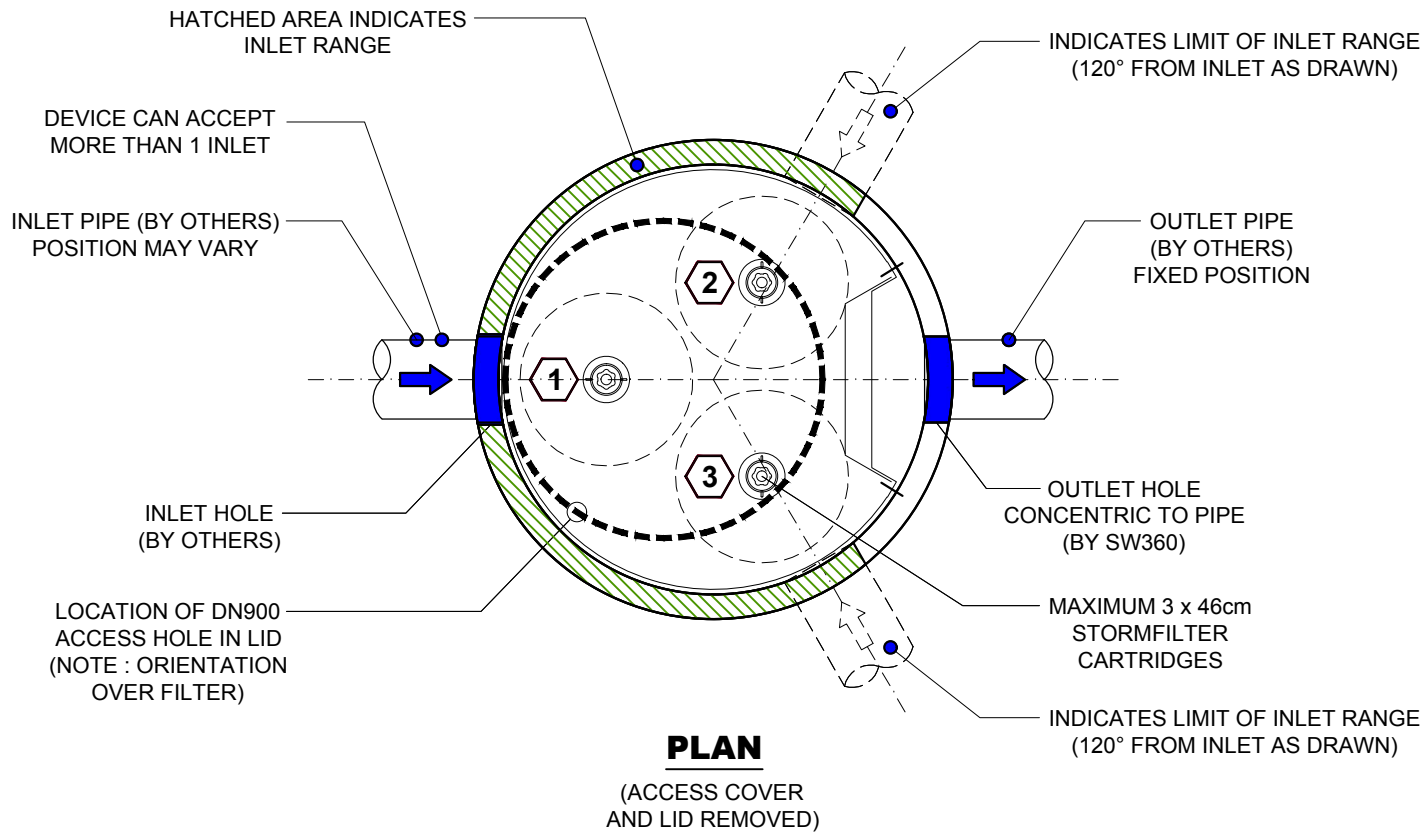 HATCHED AREA INDICATES
INLET RANGE
INDICATES LIMIT OF INLET RANGE
(120° FROM INLET AS DRAWN)
DEVICE CAN ACCEPT
MORE THAN 1 INLET
INLET PIPE (BY OTHERS)
POSITION MAY VARY
OUTLET PIPE
(BY OTHERS)
FIXED POSITION
2
1
3
INLET HOLE
(BY OTHERS)
OUTLET HOLE
CONCENTRIC TO PIPE
(BY SW360)
LOCATION OF DN900
ACCESS HOLE IN LID
(NOTE : ORIENTATION
OVER FILTER)
MAXIMUM 3 x 46cm
STORMFILTER
CARTRIDGES
INDICATES LIMIT OF INLET RANGE
(120° FROM INLET AS DRAWN)
PLAN
(ACCESS COVER
AND LID REMOVED)